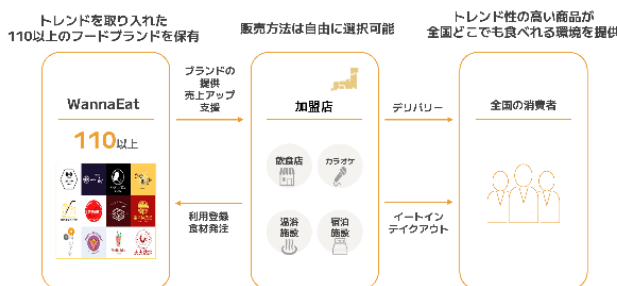 トレンドを取り入れた
110以上のフードブランドを保有
販売方法は自由に選択可能
トレンド性の高い商品が
全国どこでも食べれる環境を提供
WannaEat
110以上
ブランドの
提供
売上アップ
支援
利用登録
食材発注
加盟店
飲食店
カラオケ
温浴
施設
宿泊
施設
デリバリー
イートイン
テイクアウト
全国の消費者